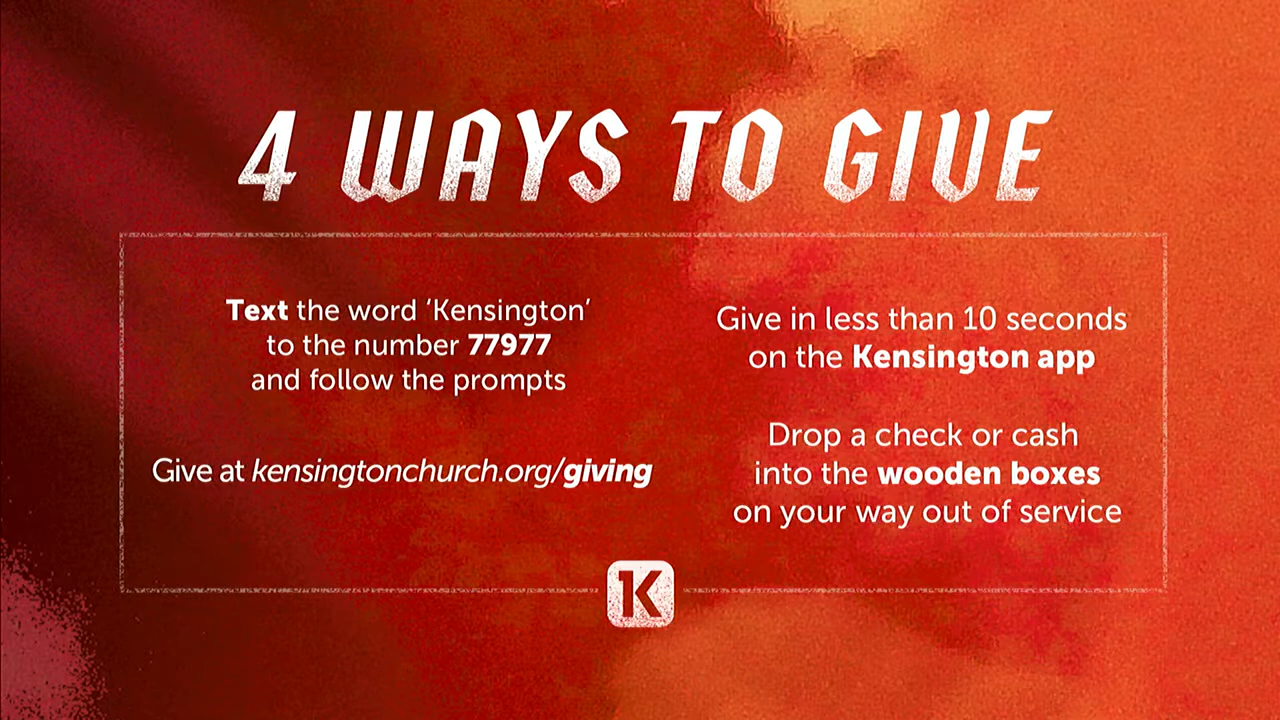 4 WAYS TO GIVE
Text the word ‘Kensington’
to the number 77977
and follow the prompts
Give at kensingtonchurch.org/giving
Give in less than 10 seconds
on the Kensington app
Drop a check or cash
into the wooden boxes
on your way out of service
1K